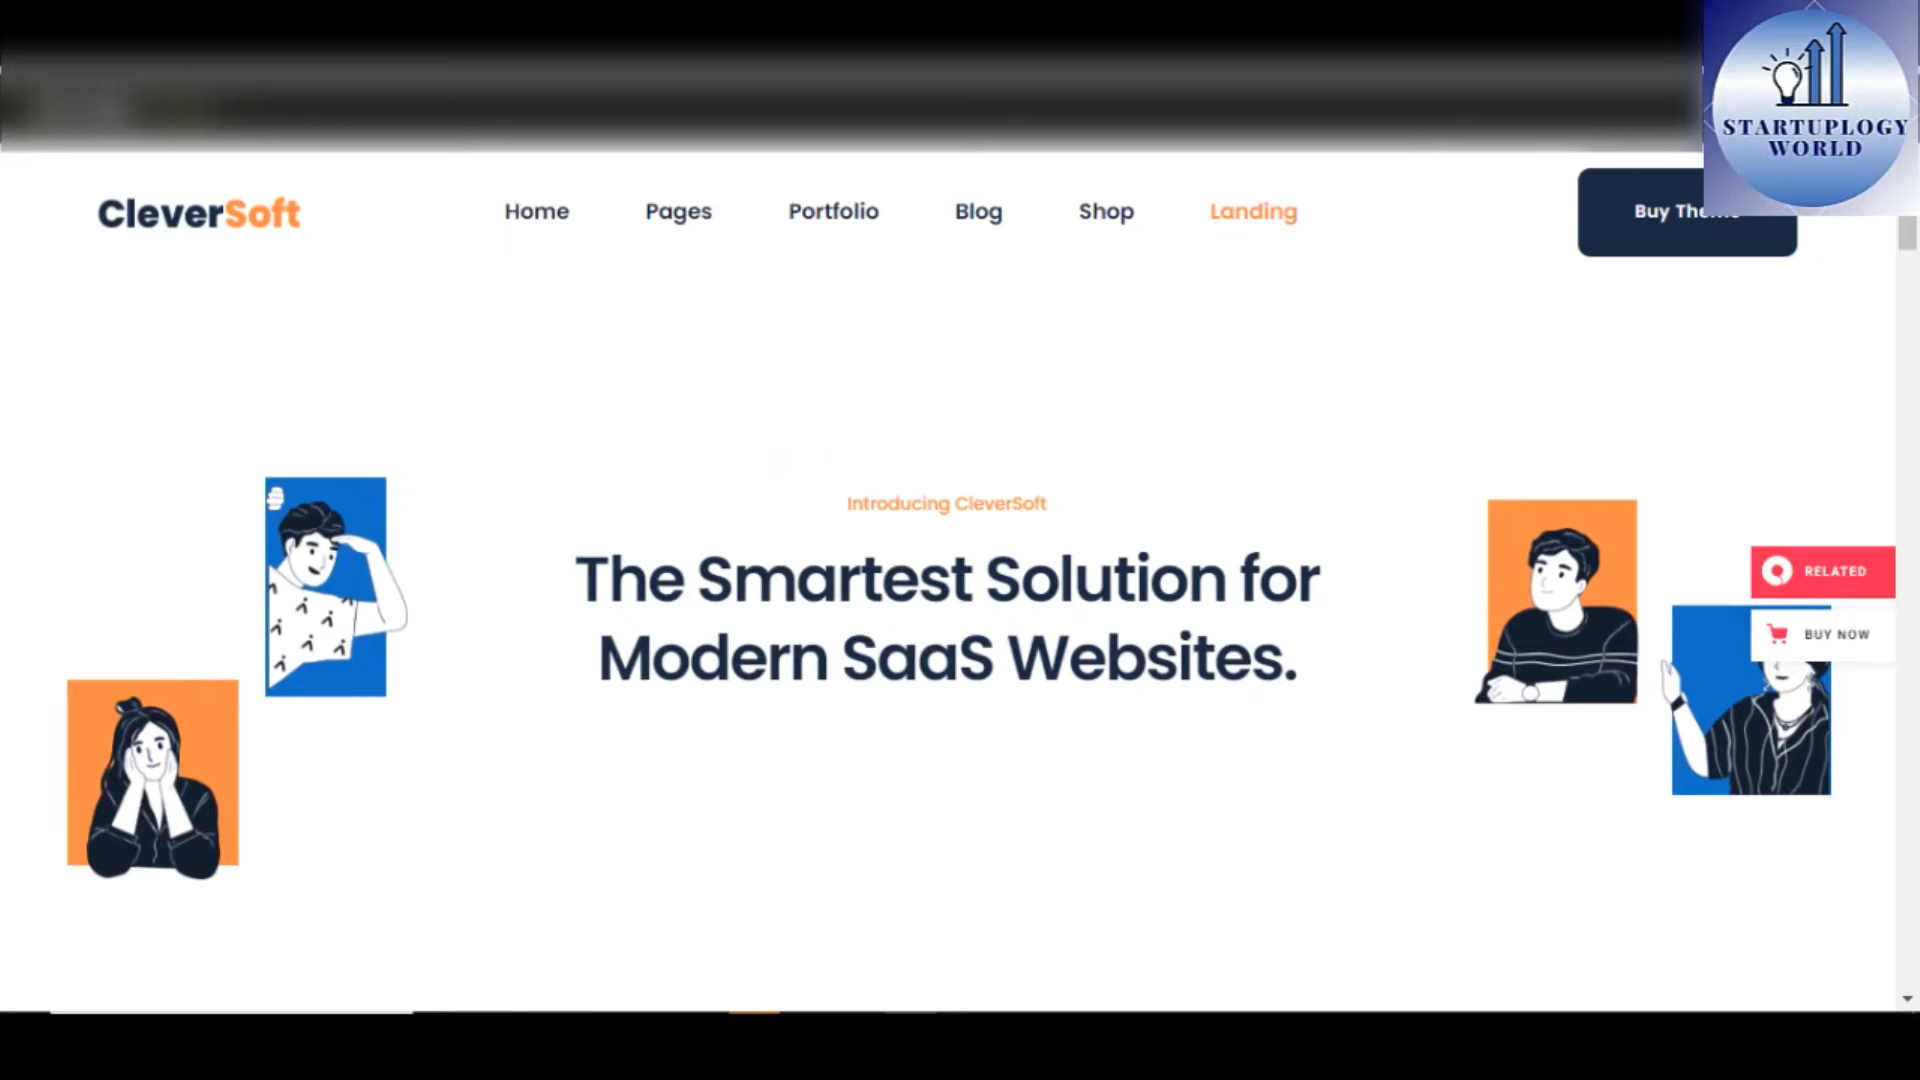 STARTUPLOGY
WORLD
CleverSoft
Home
Pages
Portfolio
Blog
Shop
Landing
Buy
Introducing CleverSoft
The Smartest Solution for
Modern SaaS Websites.
RELATED
BUY NOW